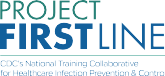 PROJECT
FIRSTLINE
CDC's National Training Collaborative
for Healthcare Infection Prevention & Control